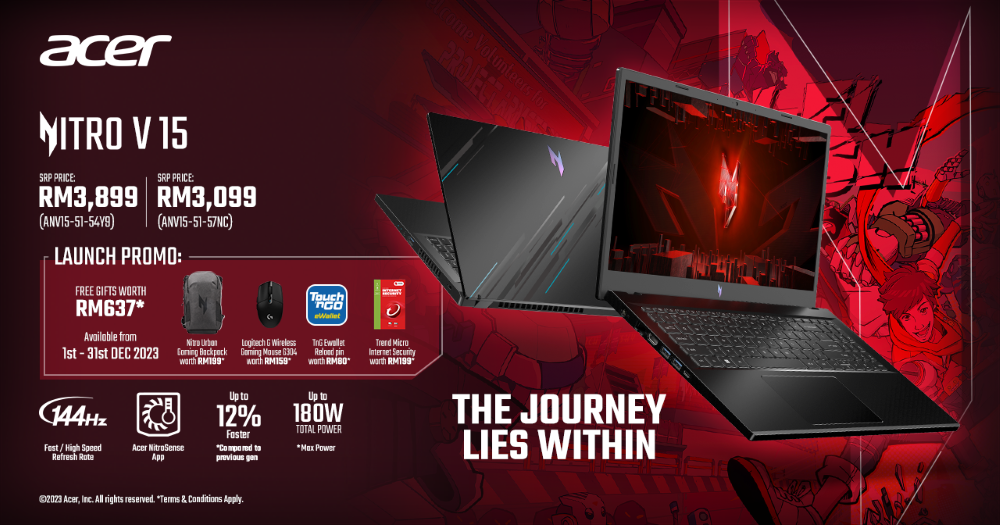 acer
NITRO V 15
SRP PRICE:
RM3,899
(ANV15-51-54Y9)
SRP PRICE:
RM3,099
(ANV15-51-57NC)
LAUNCH PROMO:
FREE GIFTS WORTH
RM637*
Available from
1st - 31st DEC 2023
Nitro Urban
Gaming Backpack
worth RM199*
Logitech G Wireless
Gaming Mouse G304
worth RM159*
Touch
'n GO
eWallet
TnG Ewallet
Reload pin
worth RM80*
INTERNET
SECURITY
Trend Micro
Internet Security
worth RM199*
144Hz
Fast / High Speed
Refresh Rate
Acer NitroSense
App
Up to
12%
Faster
*Compared to
previous gen
Up to
180W
TOTAL POWER
*Max Power
THE JOURNEY
LIES WITHIN
©2023 Acer, Inc. All rights reserved. *Terms & Conditions Apply.